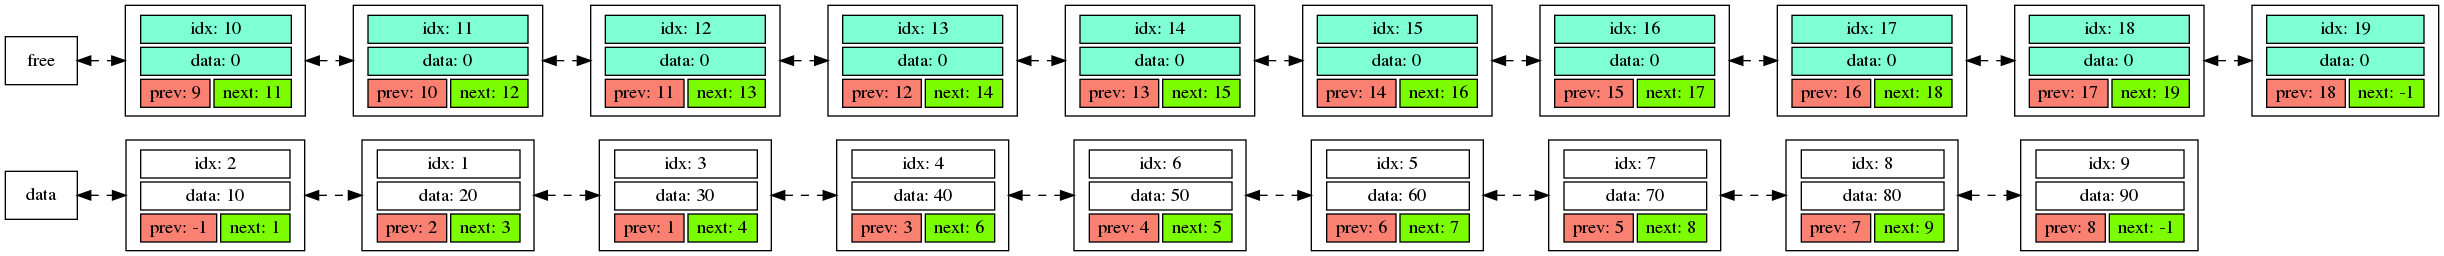 free
idx: 10
data: 0
prev: 9 next: 11
idx: 11
data: 0
prev: 10 next: 12
idx: 12
data: 0
prev: 11 next: 13
idx: 13
data: 0
prev: 12 next: 14
idx: 14
data: 0
prev: 13 next: 15
idx: 15
data: 0
prev: 14 next: 16
idx: 16
data: 0
prev: 15 next: 17
idx: 17
data: 0
prev: 16 next: 18
idx: 18
data: 0
prev: 17 next: 19
idx: 19
data: 0
prev: 18 next: -1
data
idx: 2
data: 10
prev: -1 next: 1
idx: 1
data: 20
prev: 2 next: 3
idx: 3
data: 30
prev: 1 next: 4
idx: 4
data: 40
prev: 3 next: 6
idx: 6
data: 50
prev: 4 next: 5
idx: 5
data: 60
prev: 6 next: 7
idx: 7
data: 70
prev: 5 next: 8
idx: 8
data: 80
prev: 7 next: 9
idx: 9
data: 90
prev: 8 next: -1